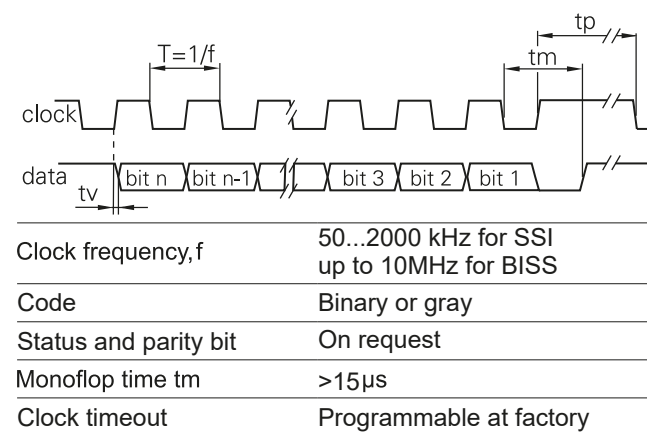 tp
T=1/f
tm
clock
data
bit n bit n-1 bit 3 bit 2 bit 1
tv
Clock frequency,f 50...2000 kHz for SSI
up to 10MHz for BISS
Code Binary or gray
Status and parity bit On request
Monoflop time tm >15µs
Clock timeout Programmable at factory